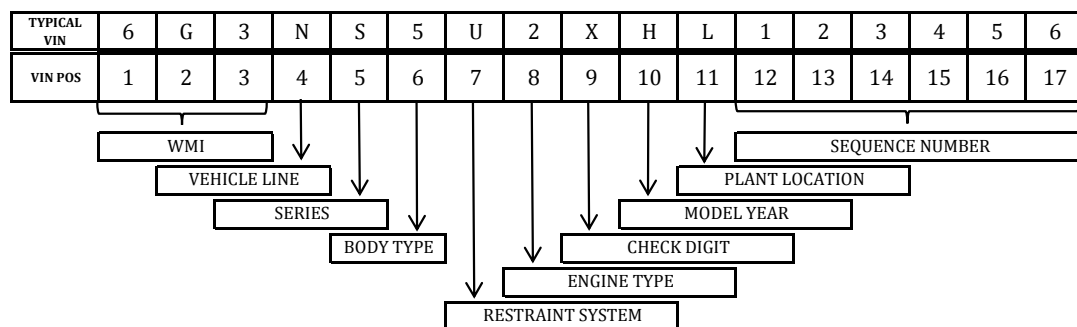 TYPICAL VIN 6 G 3 N S 5 U 2 X H L 1 2 3 4 5 6
VIN POS 1 2 3 4 5 6 7 8 9 10 11 12 13 14 15 16 17
WMI SEQUENCE NUMBER
VEHICLE LINE PLANT LOCATION
SERIES MODEL YEAR
BODY TYPE CHECK DIGIT
ENGINE TYPE
RESTRAINT SYSTEM